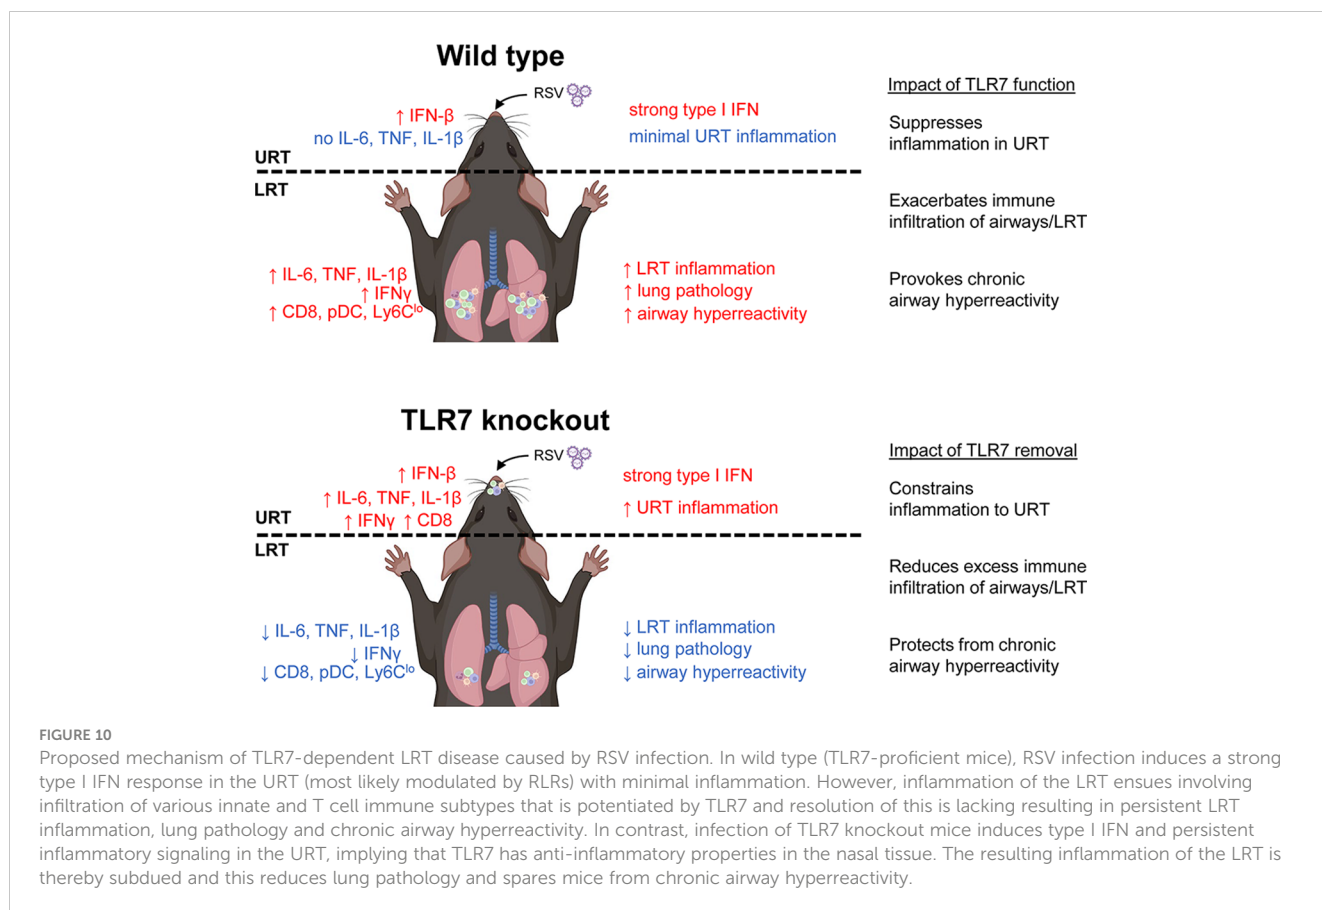 Wild type
RSV
↑ IFN-β
no IL-6, TNF, IL-1β
strong type I IFN
minimal URT inflammation
URT
LRT
↑ IL-6, TNF, IL-1β
↑ IFNγ
↑ CD8, pDC, Ly6Cˡᵒ
↑ LRT inflammation
↑ lung pathology
↑ airway hyperreactivity
Impact of TLR7 function
Suppresses
inflammation in URT
Exacerbates immune
infiltration of airways/LRT
Provokes chronic
airway hyperreactivity
TLR7 knockout
RSV
↑ IFN-β
↑ IL-6, TNF, IL-1β
↑ IFNγ ↑ CD8
strong type I IFN
↑ URT inflammation
URT
LRT
↓ IL-6, TNF, IL-1β
↓ IFNγ
↓ CD8, pDC, Ly6Cˡᵒ
↓ LRT inflammation
↓ lung pathology
↓ airway hyperreactivity
Impact of TLR7 removal
Constrains
inflammation to URT
Reduces excess immune
infiltration of airways/LRT
Protects from chronic
airway hyperreactivity
FIGURE 10
Proposed mechanism of TLR7-dependent LRT disease caused by RSV infection. In wild type (TLR7-proficient mice), RSV infection induces a strong
type I IFN response in the URT (most likely modulated by RLRs) with minimal inflammation. However, inflammation of the LRT ensues involving
infiltration of various innate and T cell immune subtypes that is potentiated by TLR7 and resolution of this is lacking resulting in persistent LRT
inflammation, lung pathology and chronic airway hyperreactivity. In contrast, infection of TLR7 knockout mice induces type I IFN and persistent
inflammatory signaling in the URT, implying that TLR7 has anti-inflammatory properties in the nasal tissue. The resulting inflammation of the LRT is
thereby subdued and this reduces lung pathology and spares mice from chronic airway hyperreactivity.